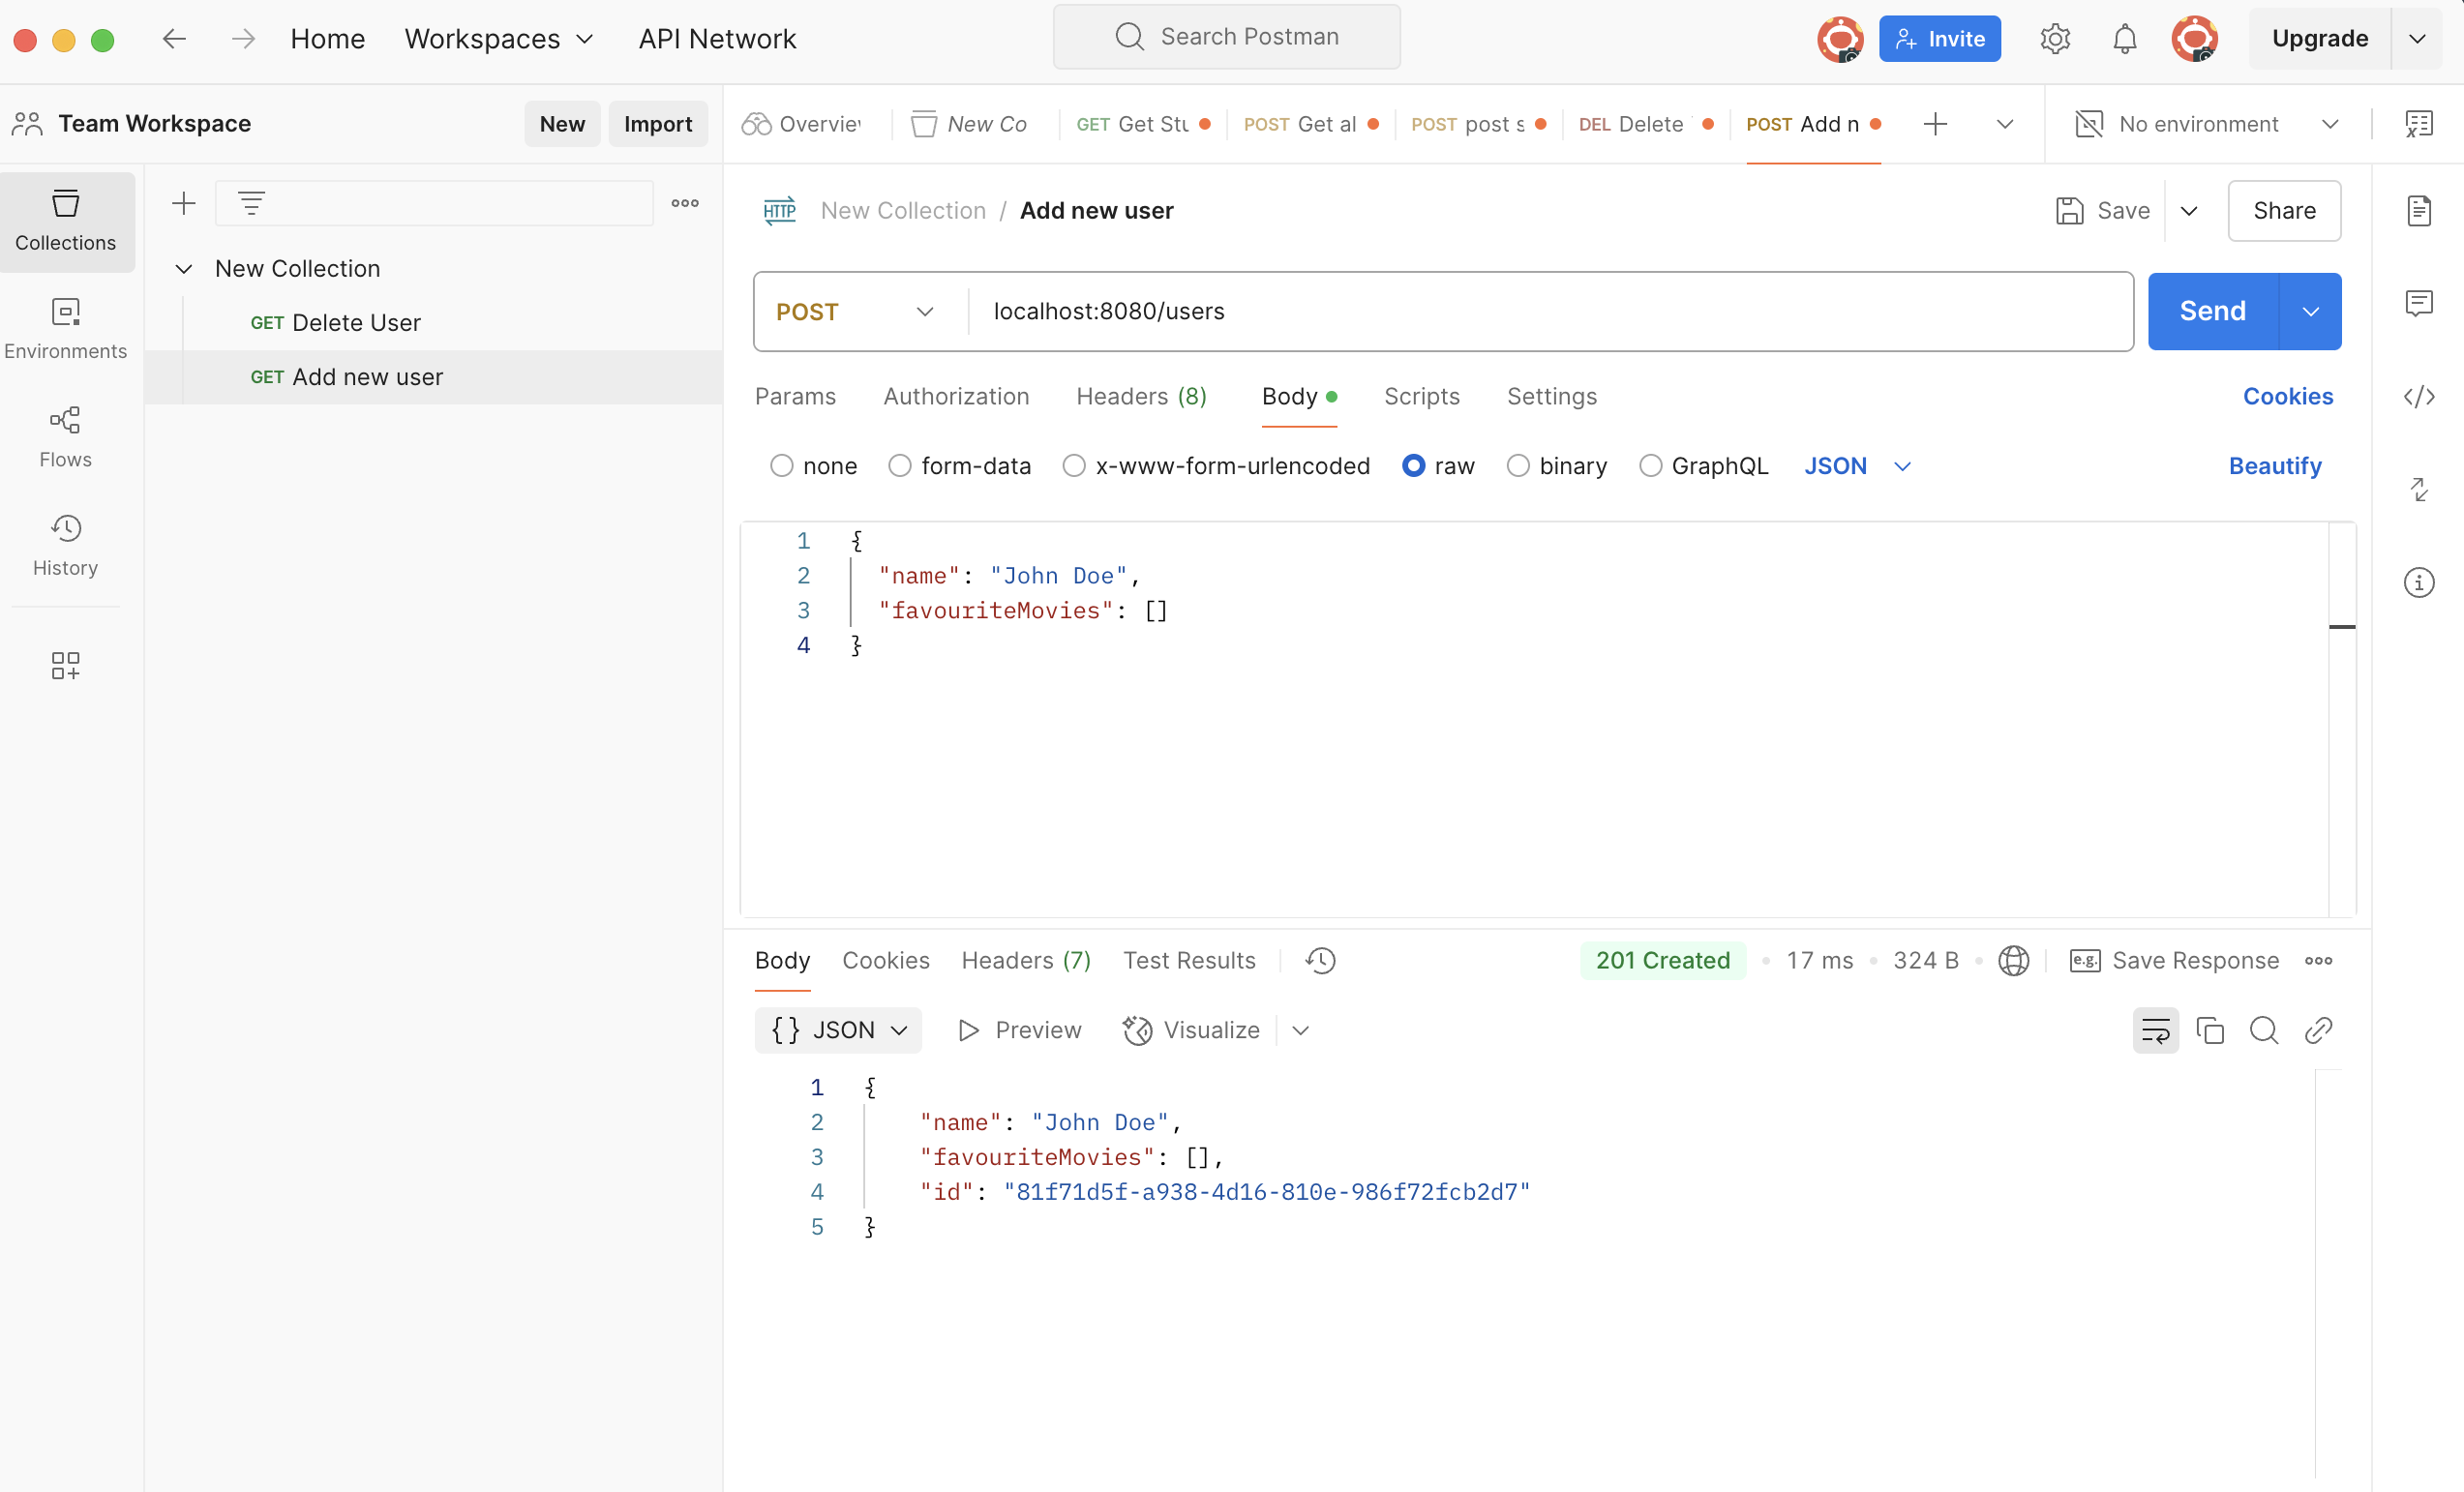 Home Workspaces API Network Search Postman Invite Upgrade
Team Workspace New Import Overvie New Co GET Get Stu POST Get al POST post s DEL Delete POST Add n No environment
Collections
Environments
Flows
History
New Collection
GET Delete User
GET Add new user
HTTP New Collection / Add new user Save Share
POST localhost:8080/users Send
Params Authorization Headers (8) Body Scripts Settings Cookies
none form-data x-www-form-urlencoded raw binary GraphQL JSON Beautify
1 {
2 "name": "John Doe",
3 "favouriteMovies": []
4 }
Body Cookies Headers (7) Test Results 201 Created 17 ms 324 B e.g. Save Response
{} JSON Preview Visualize
1 {
2 "name": "John Doe",
3 "favouriteMovies": [],
4 "id": "81f71d5f-a938-4d16-810e-986f72fcb2d7"
5 }